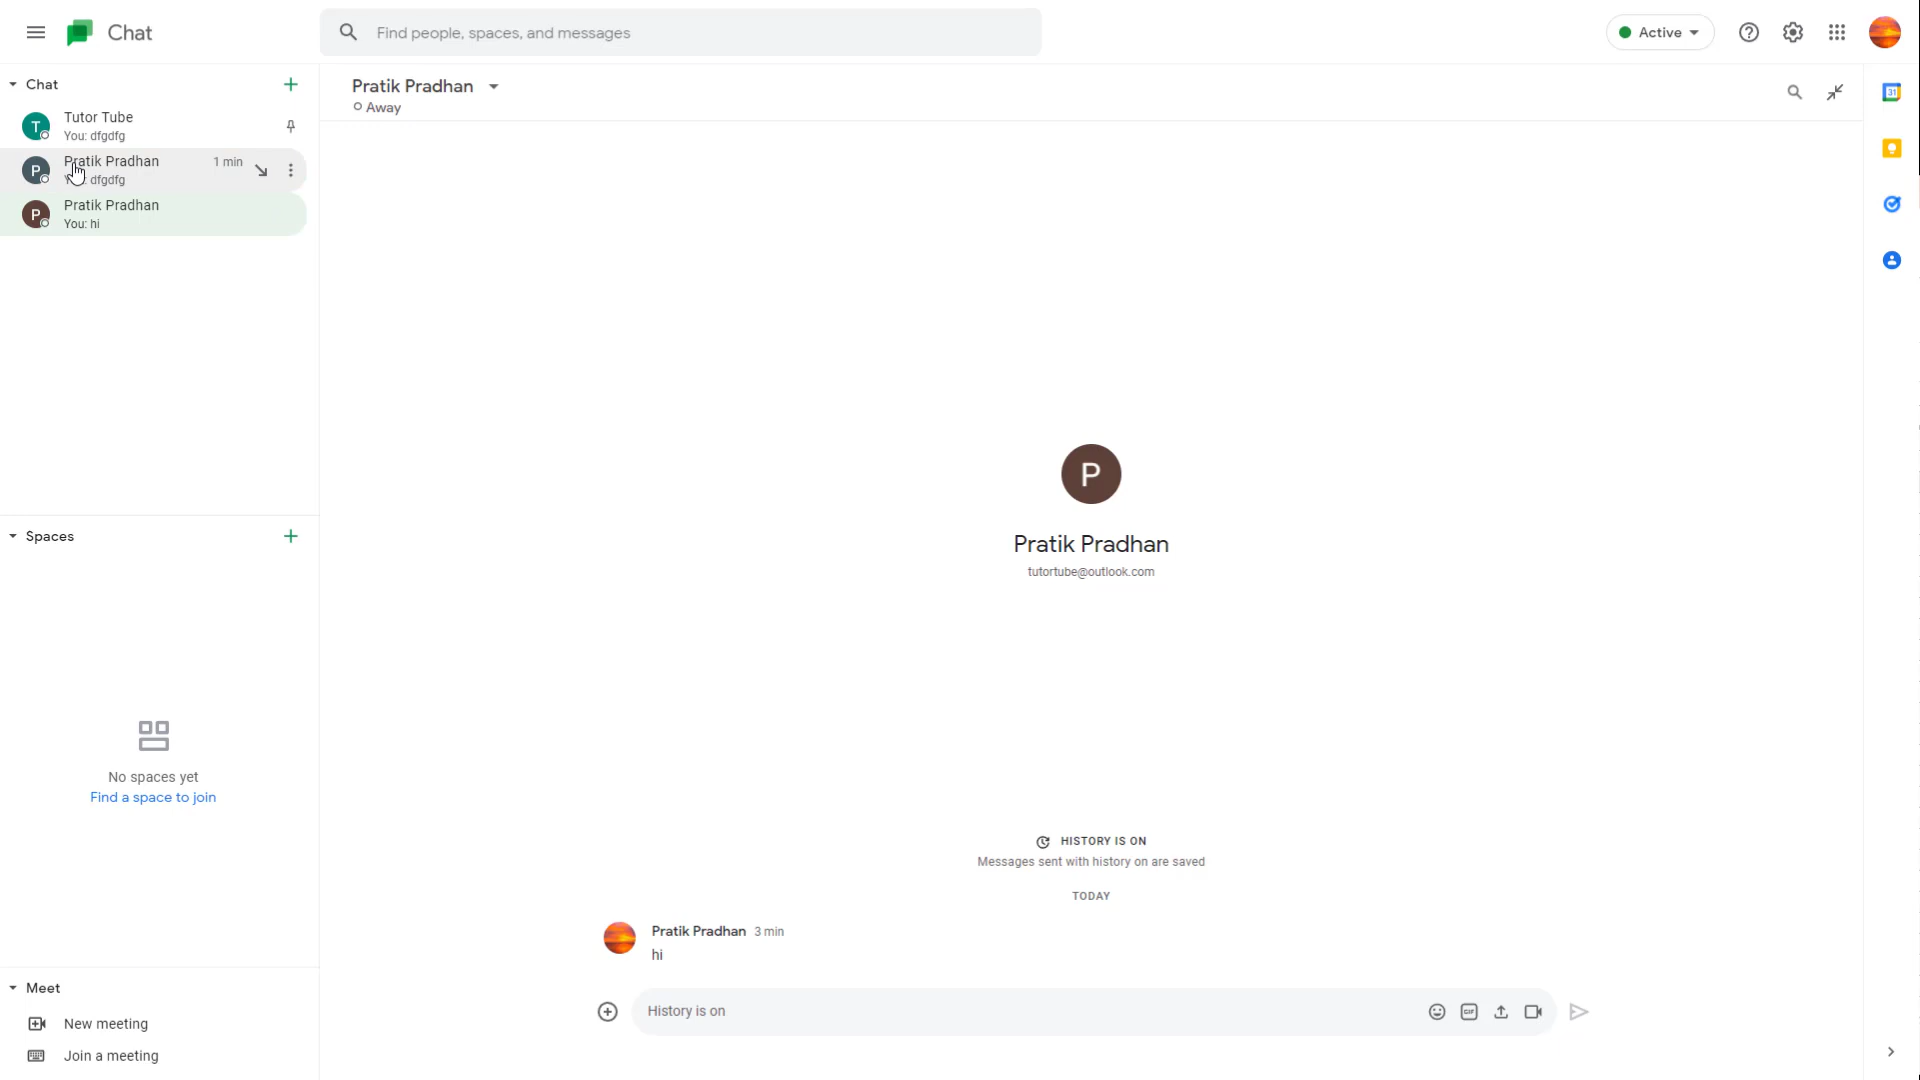 Chat
Find people, spaces, and messages
Active
Chat
Tutor Tube
You: dfgdfg
Pratik Pradhan
1 min
dfgdfg
Pratik Pradhan
You: hi
Spaces
No spaces yet
Find a space to join
Meet
New meeting
Join a meeting
Pratik Pradhan
Away
P
Pratik Pradhan
tutortube@outlook.com
HISTORY IS ON
Messages sent with history on are saved
TODAY
Pratik Pradhan 3 min
hi
History is on
GIF
T
P
P
31